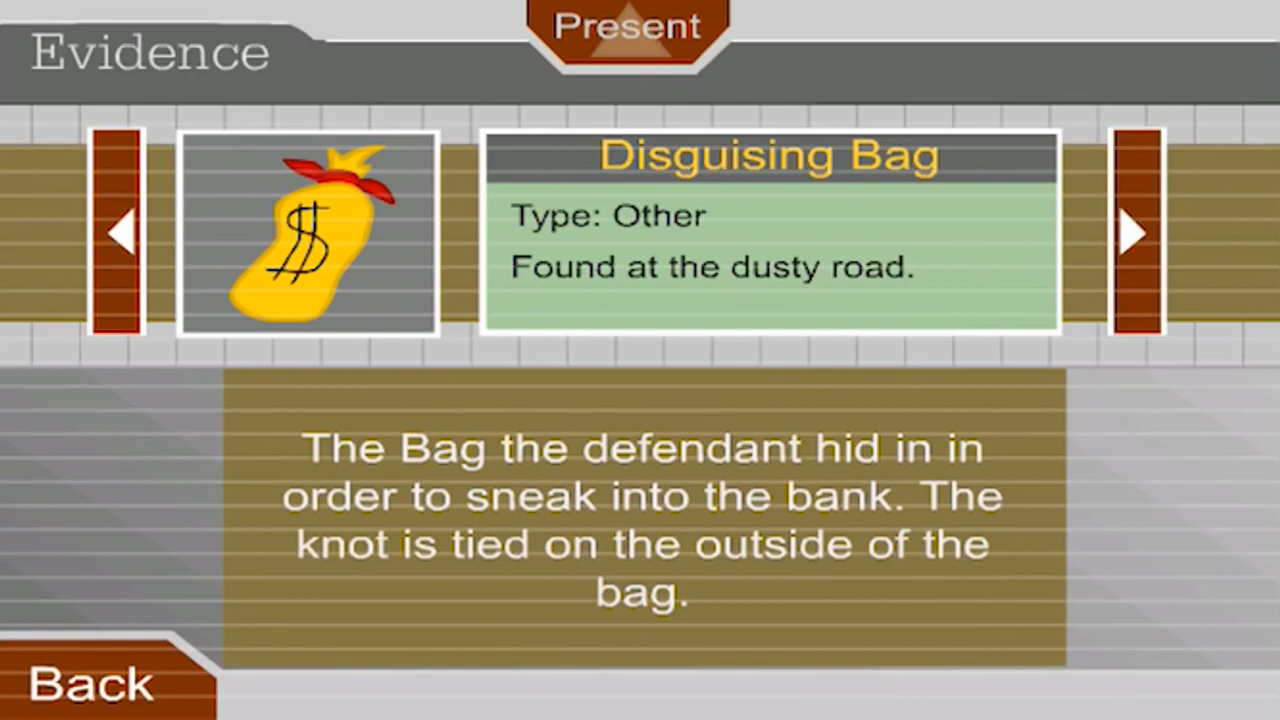 Present
Evidence
Disguising Bag
Type: Other
Found at the dusty road.
$
The Bag the defendant hid in in
order to sneak into the bank. The
knot is tied on the outside of the
bag.
Back